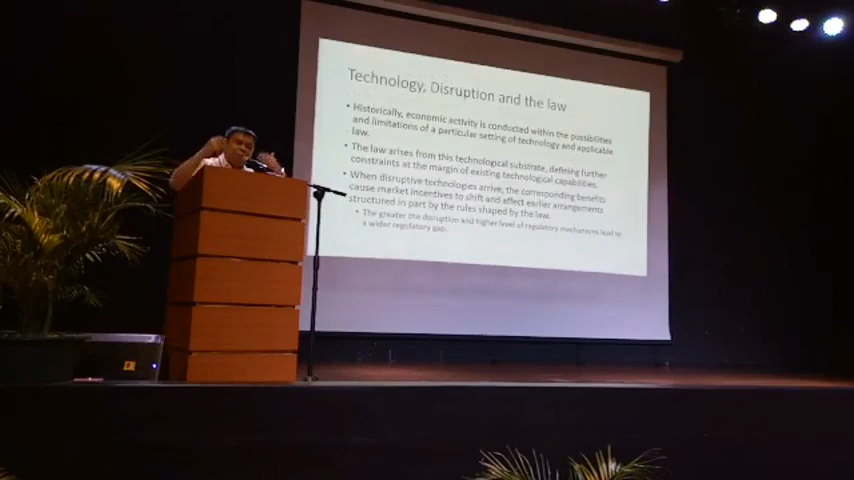 Technology, Disruption and the law
• Historically, economic activity is conducted within the possibilities
and limitations of a particular setting of technology and applicable
law.
• The law arises from this technological substrate, defining further
constraints at the margin of existing technological capabilities.
• When disruptive technologies arrive, the corresponding benefits
cause market incentives to shift, and affect earlier arrangements
structured in part by the rules shaped by the law.
• The greater the disruption and higher level of regulatory mechanisms lead to
a wider regulatory gap.